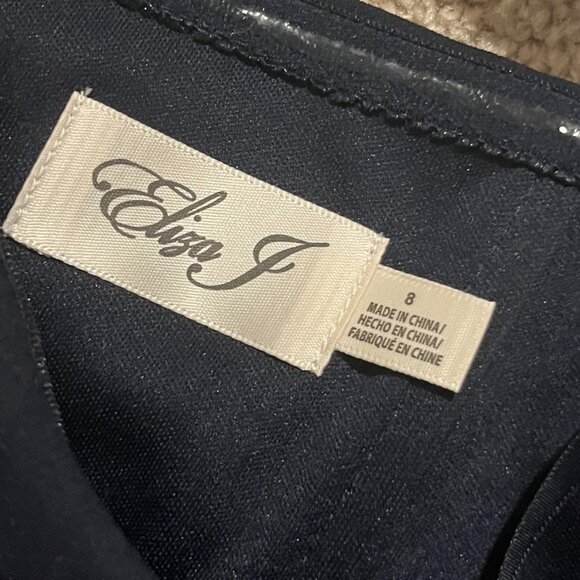 Eliza J
8
MADE IN CHINA/
HECHO EN CHINA/
FABRIQUÉ EN CHINE